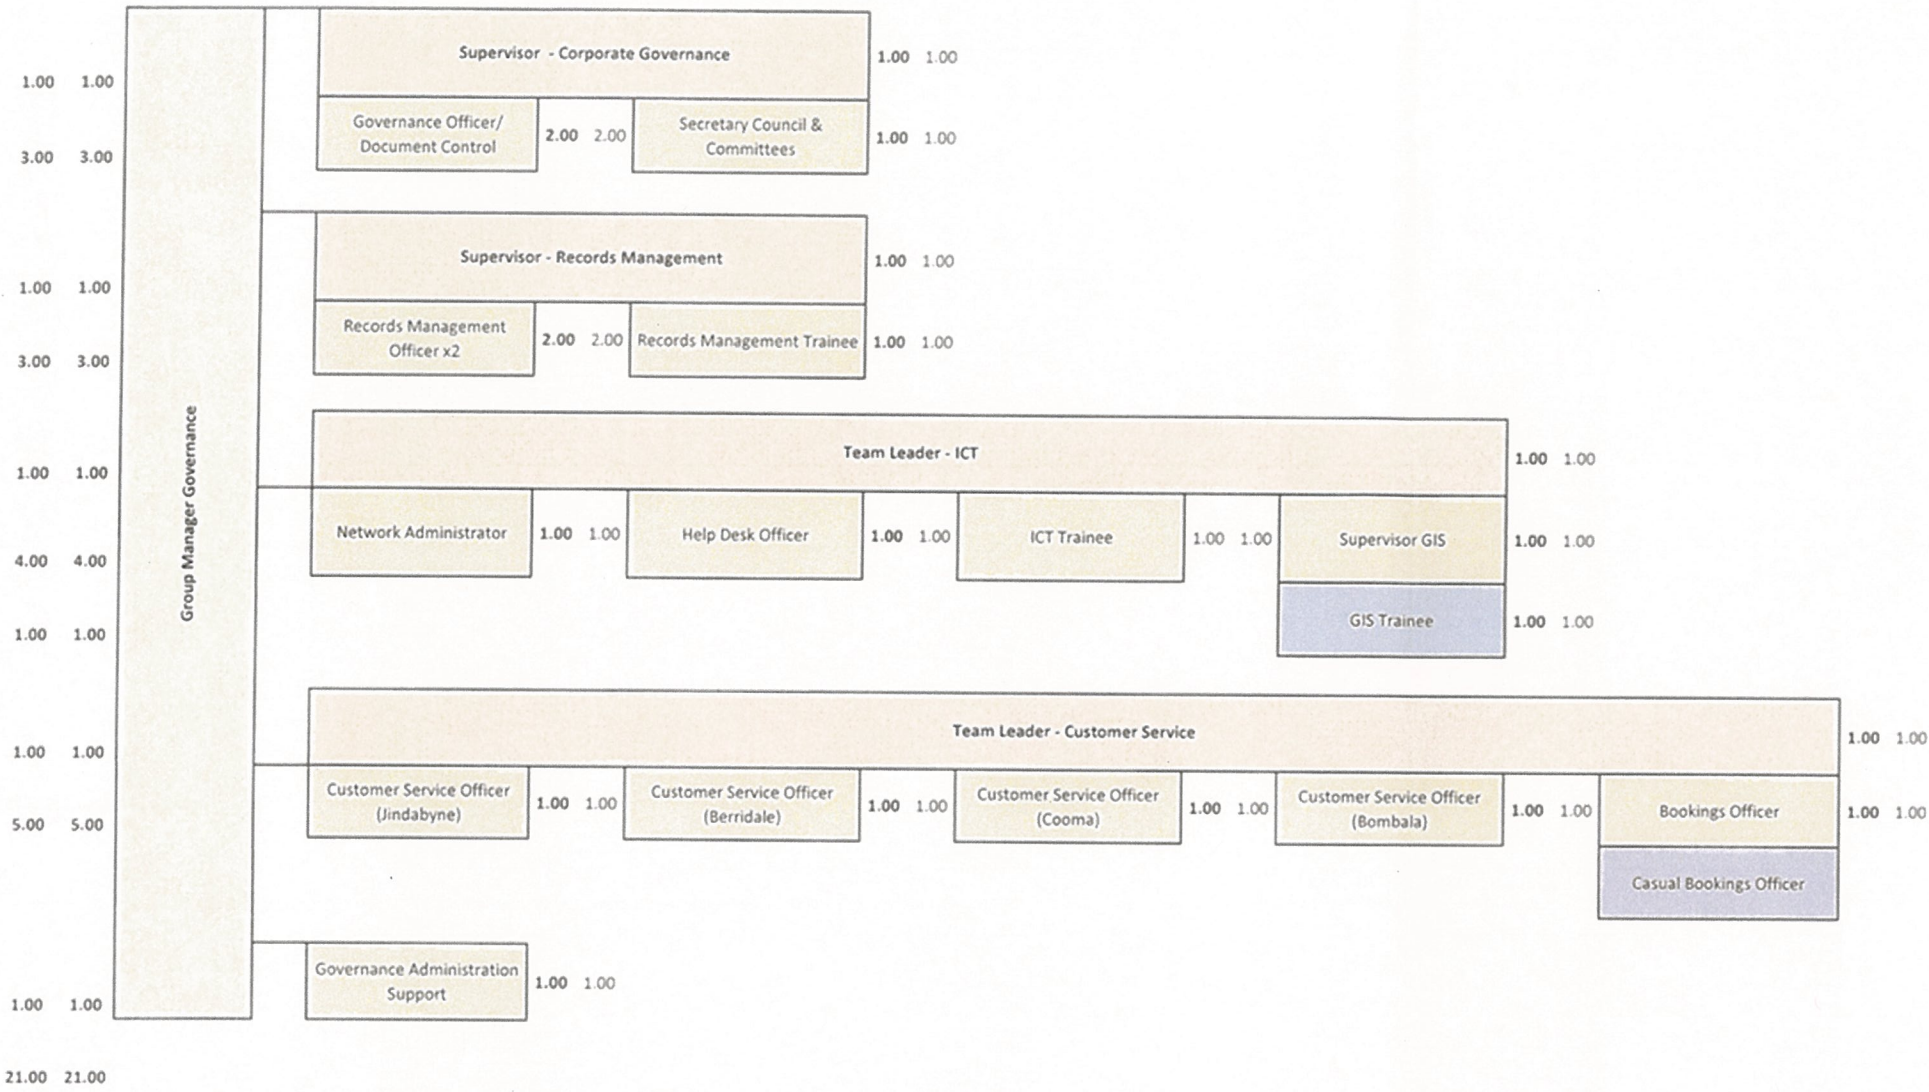 Supervisor - Corporate Governance
1.00 1.00
1.00 1.00
Governance Officer/
Document Control
2.00 2.00
Secretary Council &
Committees
1.00 1.00
3.00 3.00
Supervisor - Records Management
1.00 1.00
1.00 1.00
Records Management
Officer x2
2.00 2.00
Records Management Trainee
1.00 1.00
3.00 3.00
Group Manager Governance
Team Leader - ICT
1.00 1.00
1.00 1.00
Network Administrator
1.00 1.00
Help Desk Officer
1.00 1.00
ICT Trainee
1.00 1.00
Supervisor GIS
1.00 1.00
4.00 4.00
GIS Trainee
1.00 1.00
1.00 1.00
Team Leader - Customer Service
1.00 1.00
1.00 1.00
Customer Service Officer
(Jindabyne)
1.00 1.00
Customer Service Officer
(Berridale)
1.00 1.00
Customer Service Officer
(Cooma)
1.00 1.00
Customer Service Officer
(Bombala)
1.00 1.00
Bookings Officer
1.00 1.00
5.00 5.00
Casual Bookings Officer
Governance Administration
Support
1.00 1.00
1.00 1.00
21.00 21.00